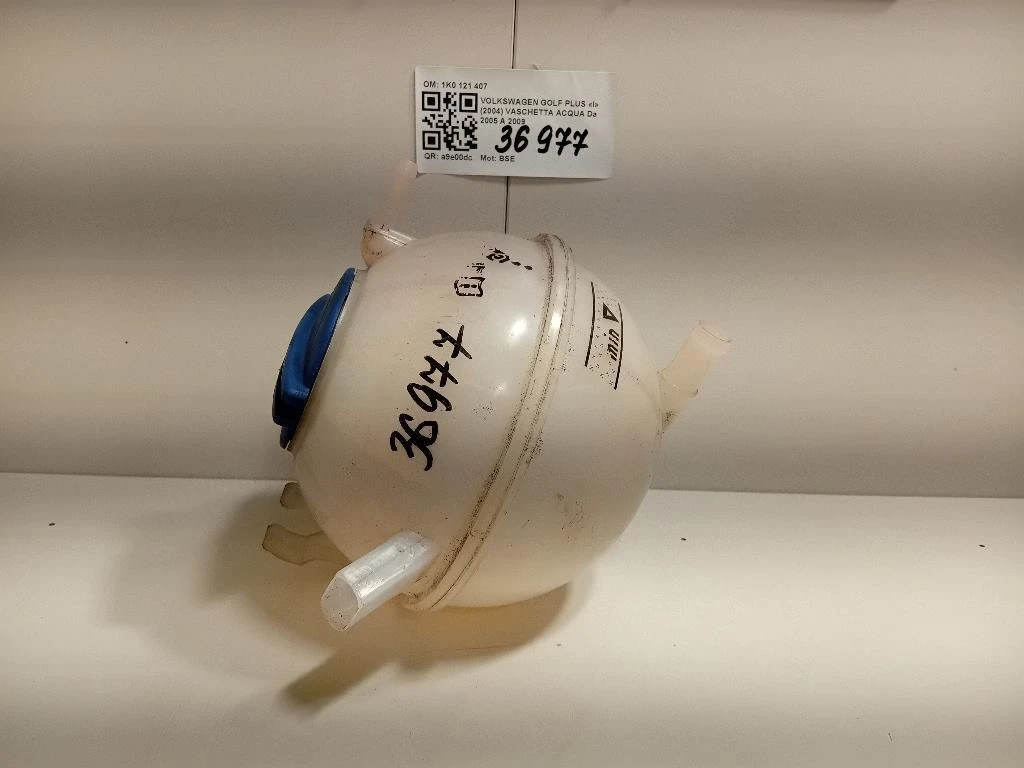 OM: 1K0 121 407
VOLKSWAGEN GOLF PLUS «I»
(2004) VASCHETTA ACQUA Da
2005 A 2009
36 977
QR: a9e00dc Mot: BSE
36977
min